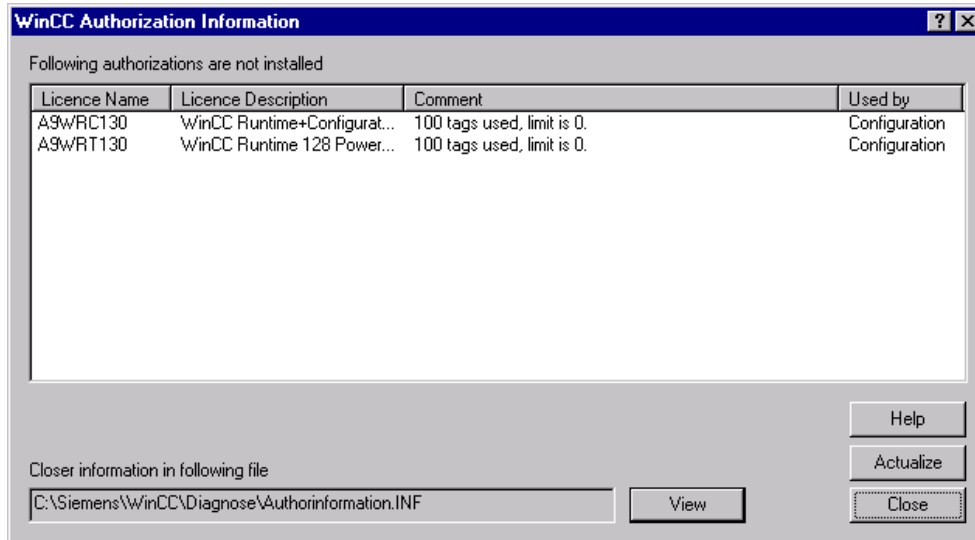 WinCC Authorization Information
Following authorizations are not installed
Licence Name Licence Description Comment Used by
A9WRC130 WinCC Runtime+Configurat... 100 tags used, limit is 0. Configuration
A9WRT130 WinCC Runtime 128 Power... 100 tags used, limit is 0. Configuration
Help
Closer information in following file
Actualize
C:\Siemens\WinCC\Diagnose\Authorinformation.INF View Close